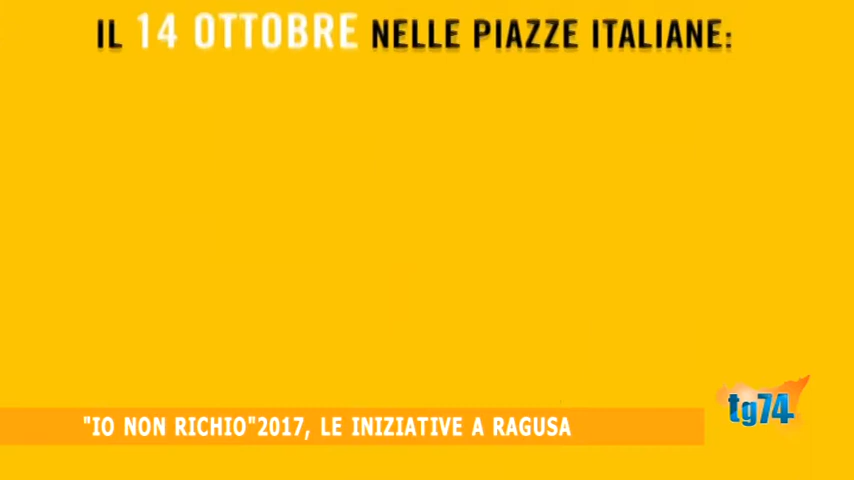 IL 14 OTTOBRE NELLE PIAZZE ITALIANE:
tg74
"IO NON RICHIO"2017, LE INIZIATIVE A RAGUSA